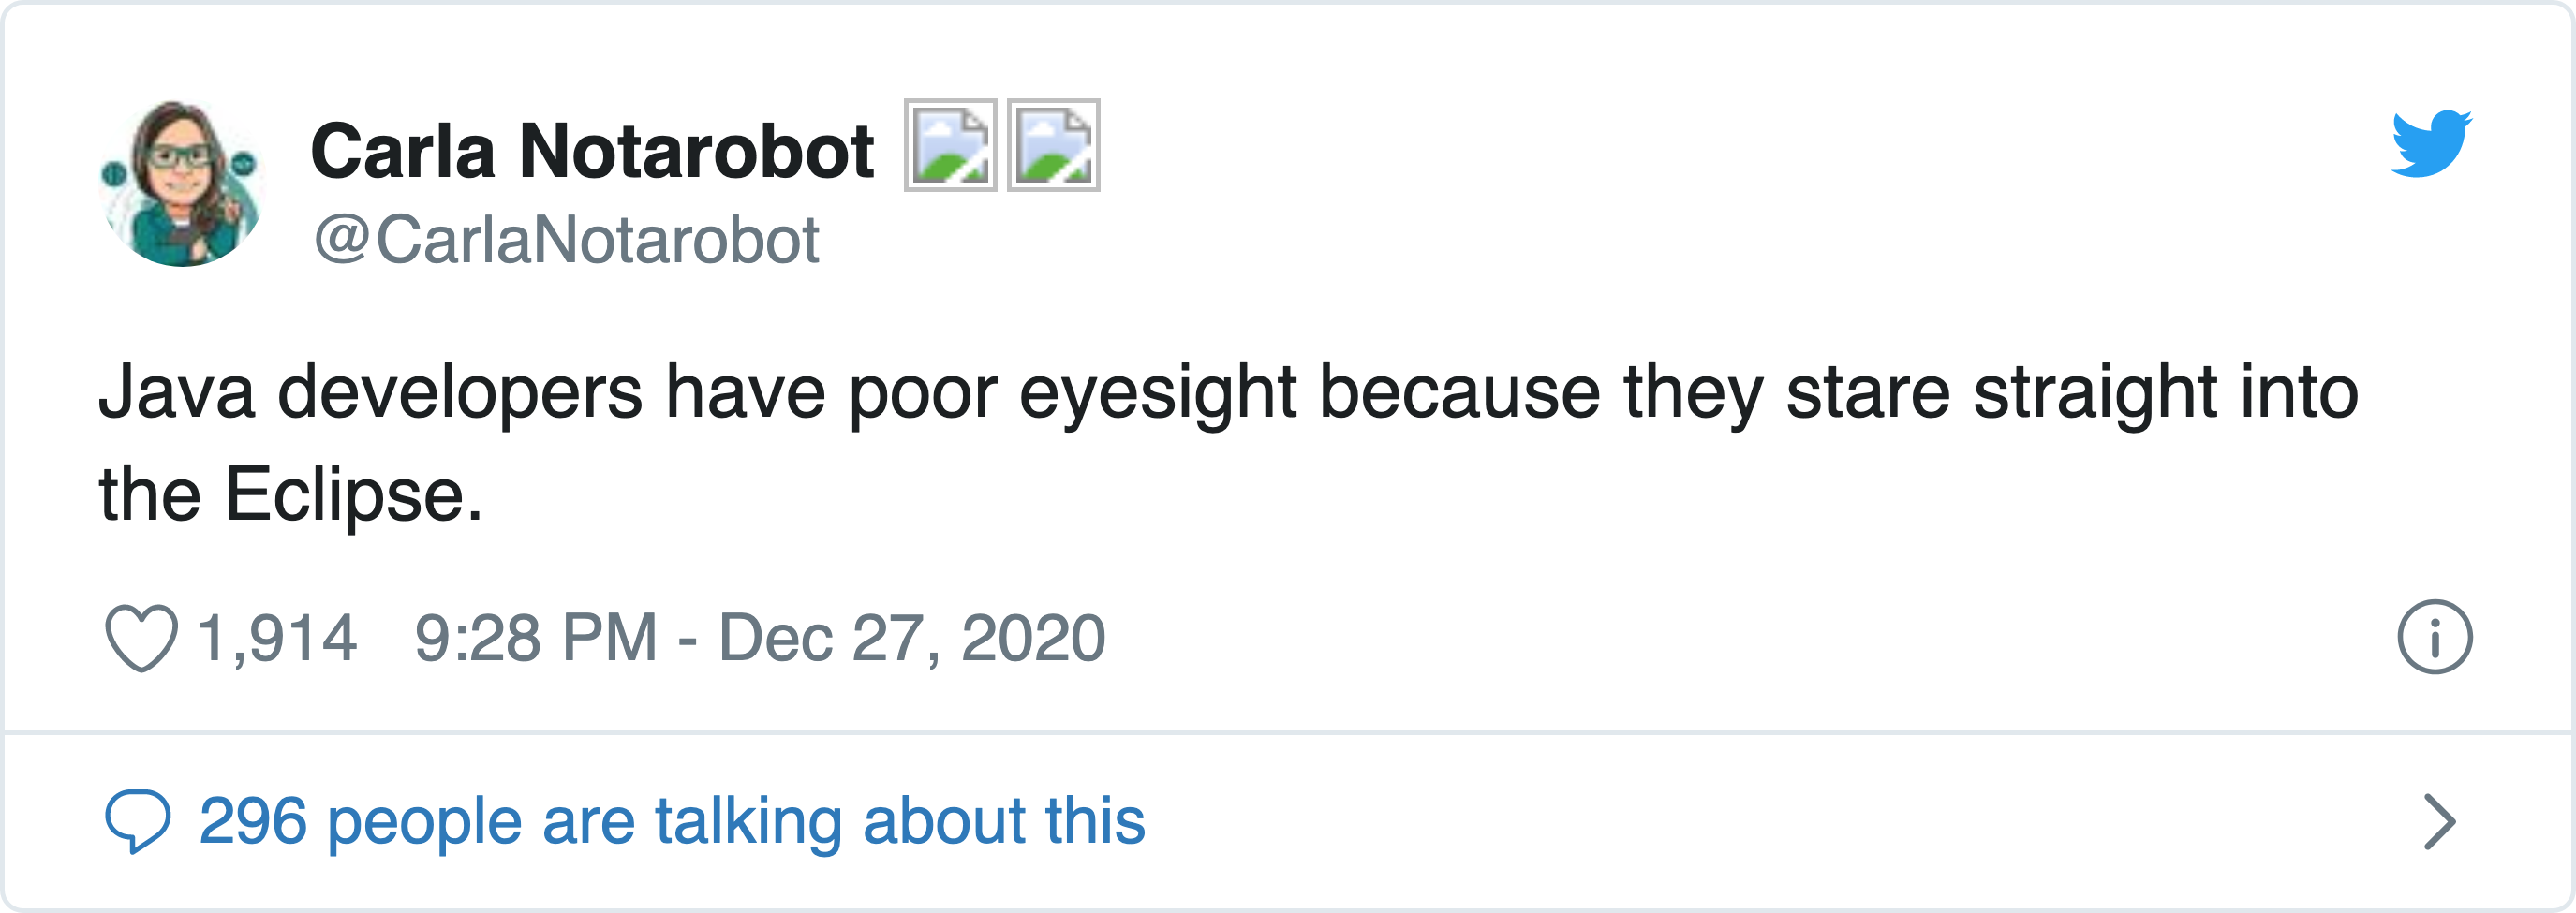 Carla Notarobot
@CarlaNotarobot
Java developers have poor eyesight because they stare straight into
the Eclipse.
1,914 9:28 PM - Dec 27, 2020
296 people are talking about this